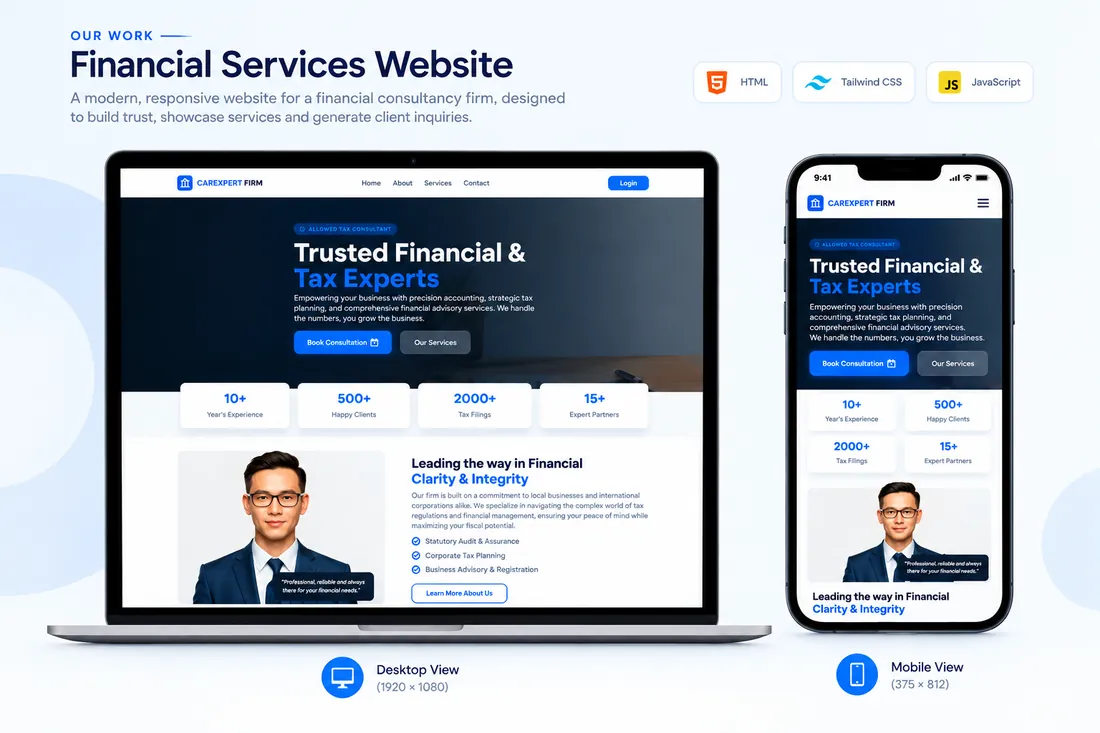 OUR WORK
Financial Services Website
A modern, responsive website for a financial consultancy firm, designed
to build trust, showcase services and generate client inquiries.
HTML
Tailwind CSS
JS
JavaScript
CAREXPERT FIRM
Home
About
Services
Contact
Login
ALLOWED TAX CONSULTANT
Trusted Financial &
Tax Experts
Empowering your business with precision accounting, strategic tax
planning, and comprehensive financial advisory services. We handle
the numbers, you grow the business.
Book Consultation
Our Services
10+
Year's Experience
500+
Happy Clients
2000+
Tax Filings
15+
Expert Partners
"Professional, reliable and always
there for your financial needs."
Leading the way in Financial
Clarity & Integrity
Our firm is built on a commitment to local businesses and international
corporations alike. We specialize in navigating the complex world of tax
regulations and financial management, ensuring your peace of mind while
maximizing your fiscal potential.
Statutory Audit & Assurance
Corporate Tax Planning
Business Advisory & Registration
Learn More About Us
9:41
CAREXPERT FIRM
ALLOWED TAX CONSULTANT
Trusted Financial &
Tax Experts
Empowering your business with precision
accounting, strategic tax planning, and
comprehensive financial advisory services.
We handle the numbers, you grow the business.
Book Consultation
Our Services
10+
Year's Experience
500+
Happy Clients
2000+
Tax Filings
15+
Expert Partners
"Professional, reliable and always
there for your financial needs."
Leading the way in Financial
Clarity & Integrity
Desktop View
(1920 × 1080)
Mobile View
(375 × 812)